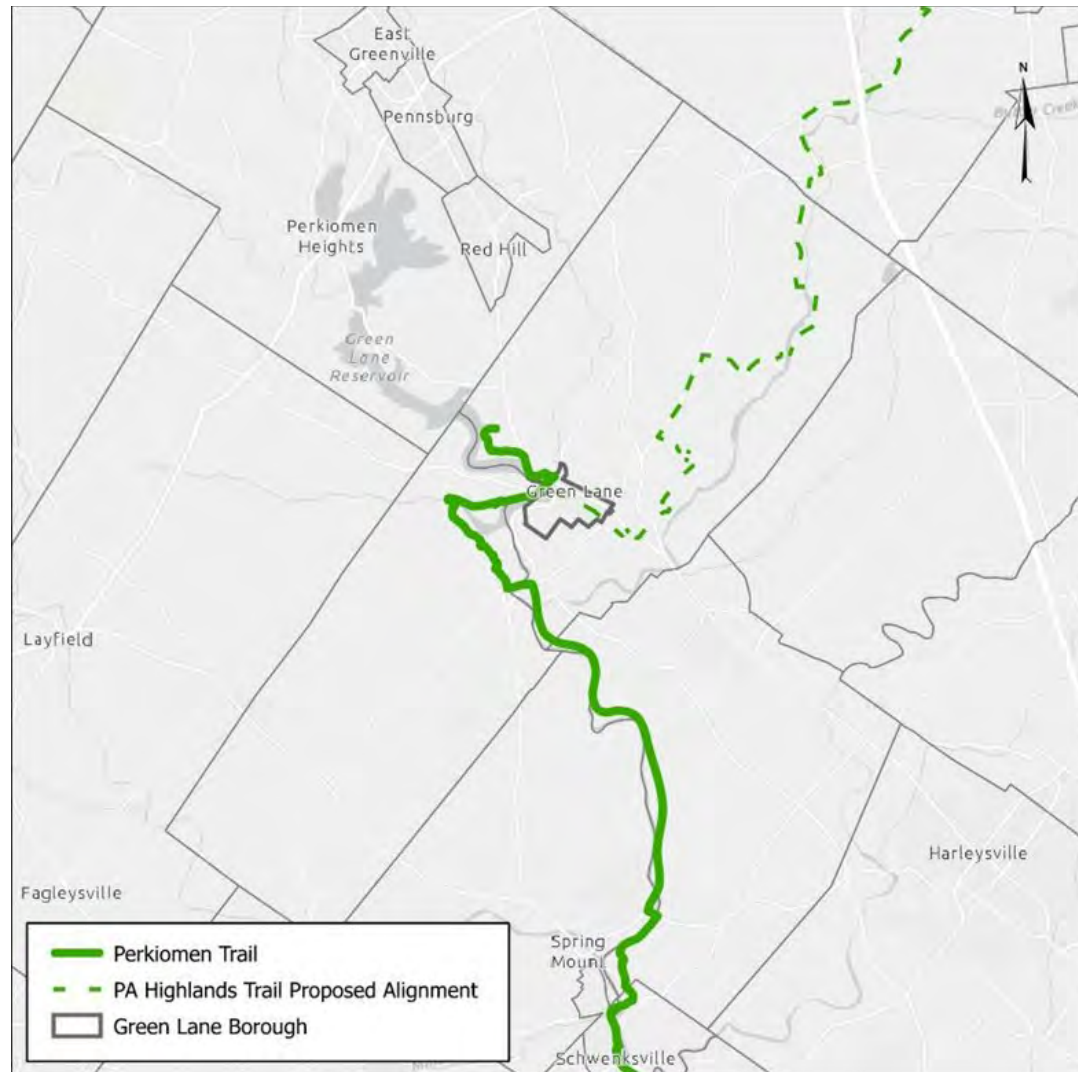 East
Greenville
Pennsburg
N
Creek
Perkiomen
Heights
Red Hill
Green
Lane
Reservoir
Green Lane
Layfield
Harleysville
Fagleysville
Spring
Mount
Schwenksville
Perkiomen Trail
PA Highlands Trail Proposed Alignment
Green Lane Borough